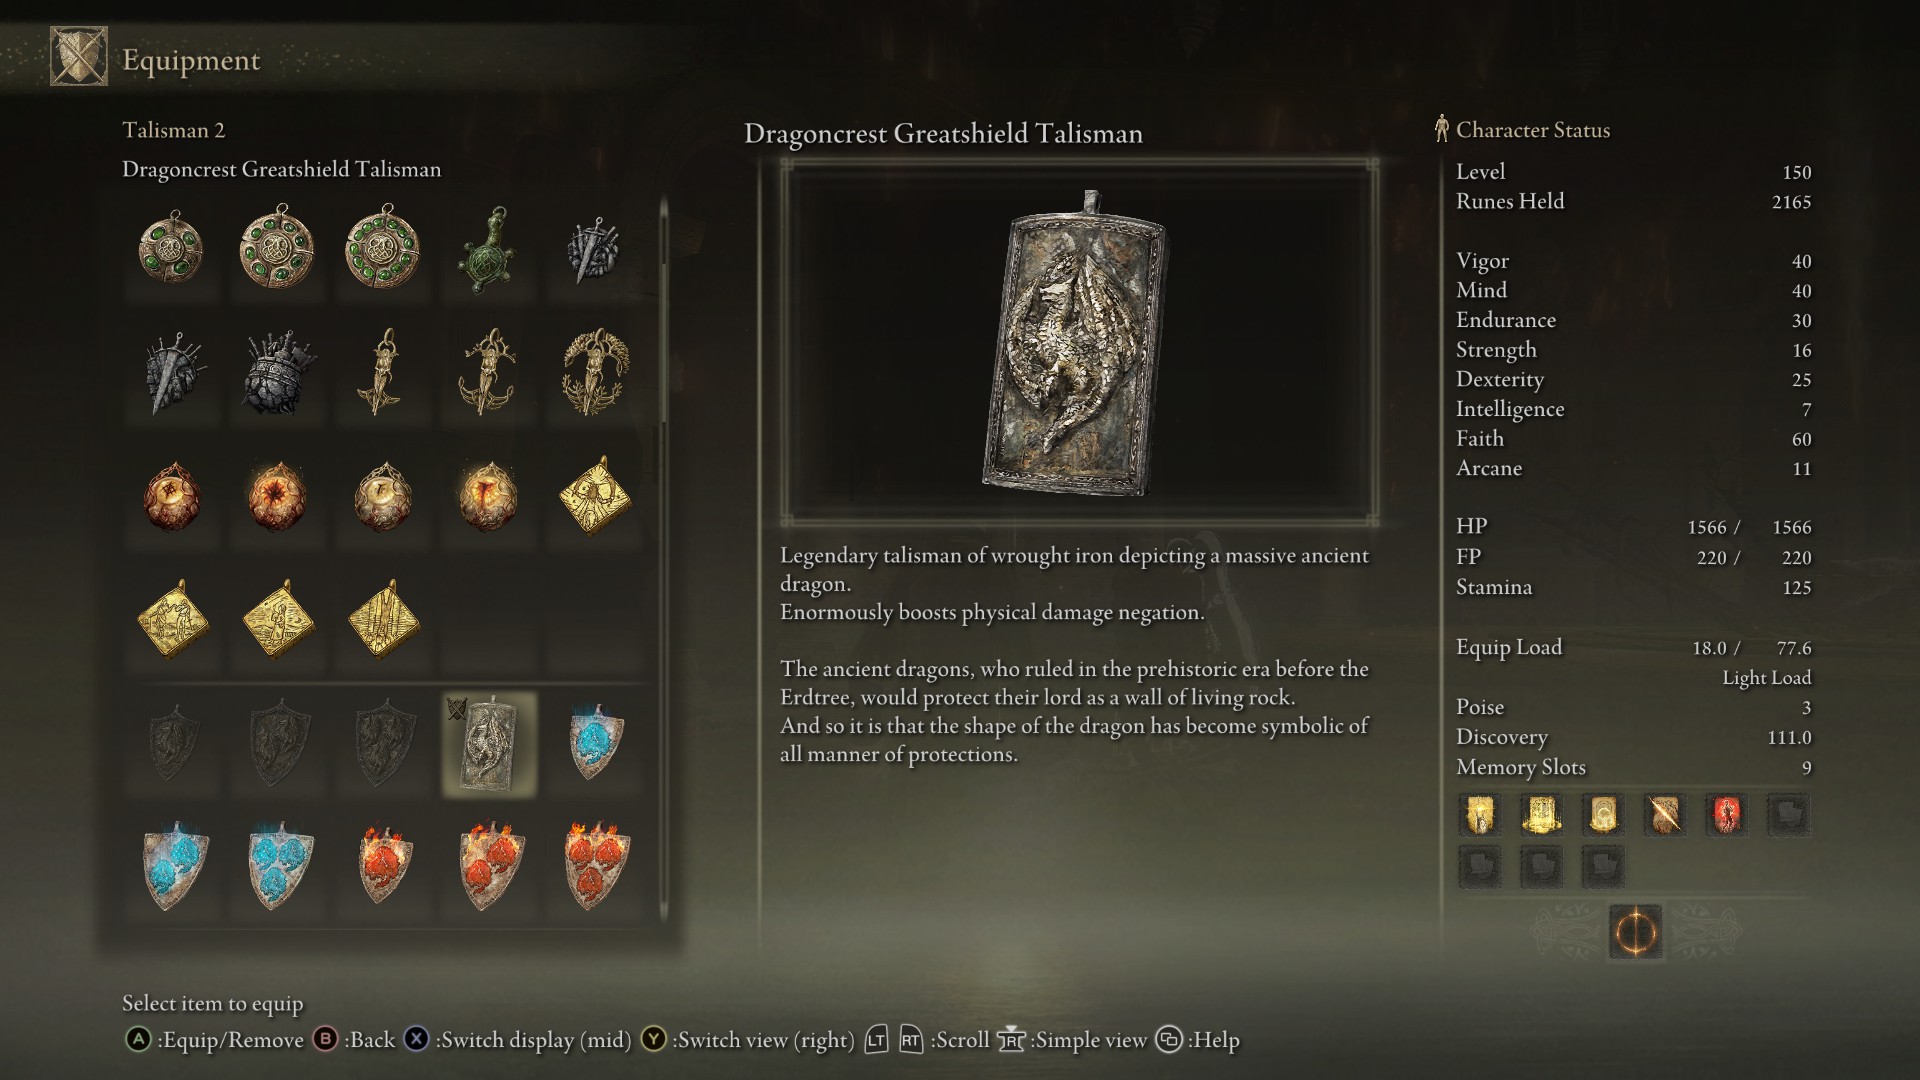 Equipment
Talisman 2
Dragoncrest Greatshield Talisman
Dragoncrest Greatshield Talisman
Legendary talisman of wrought iron depicting a massive ancient
dragon.
Enormously boosts physical damage negation.
The ancient dragons, who ruled in the prehistoric era before the
Erdtree, would protect their lord as a wall of living rock.
And so it is that the shape of the dragon has become symbolic of
all manner of protections.
Character Status
Level 150
Runes Held 2165
Vigor 40
Mind 40
Endurance 30
Strength 16
Dexterity 25
Intelligence 7
Faith 60
Arcane 11
HP 1566 / 1566
FP 220 / 220
Stamina 125
Equip Load 18.0 / 77.6
Light Load
Poise 3
Discovery 111.0
Memory Slots 9
Select item to equip
A :Equip/Remove B :Back X :Switch display (mid) Y :Switch view (right) LT RT :Scroll R :Simple view :Help